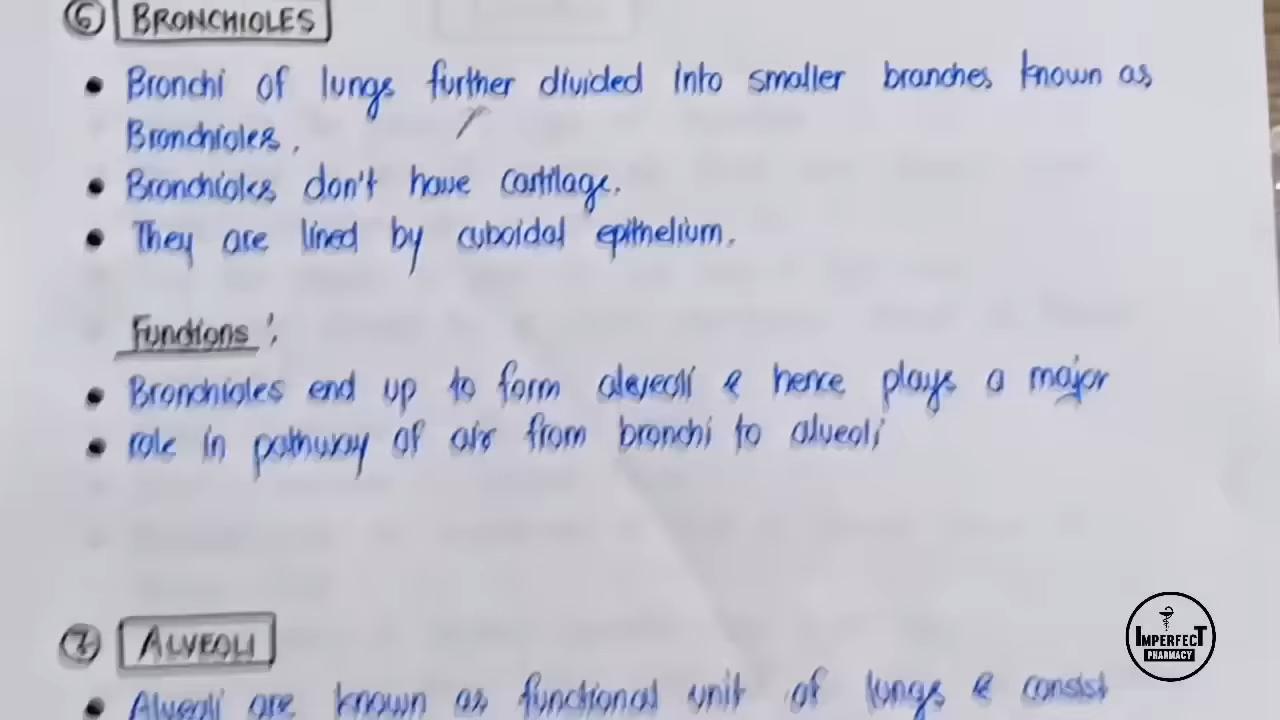 ⑥ BRONCHIOLES
• Bronchi of lungs further divided into smaller branches known as
Bronchioles.
• Bronchioles don't have cartilage.
• They are lined by cuboidal epithelium.
Functions:
• Bronchioles end up to form alveoli & hence plays a major
• role in pathway of air from bronchi to alveoli
⑦ ALVEOLI
• Alveoli are known as functional unit of lungs & consist
IMPERFECT
PHARMACY